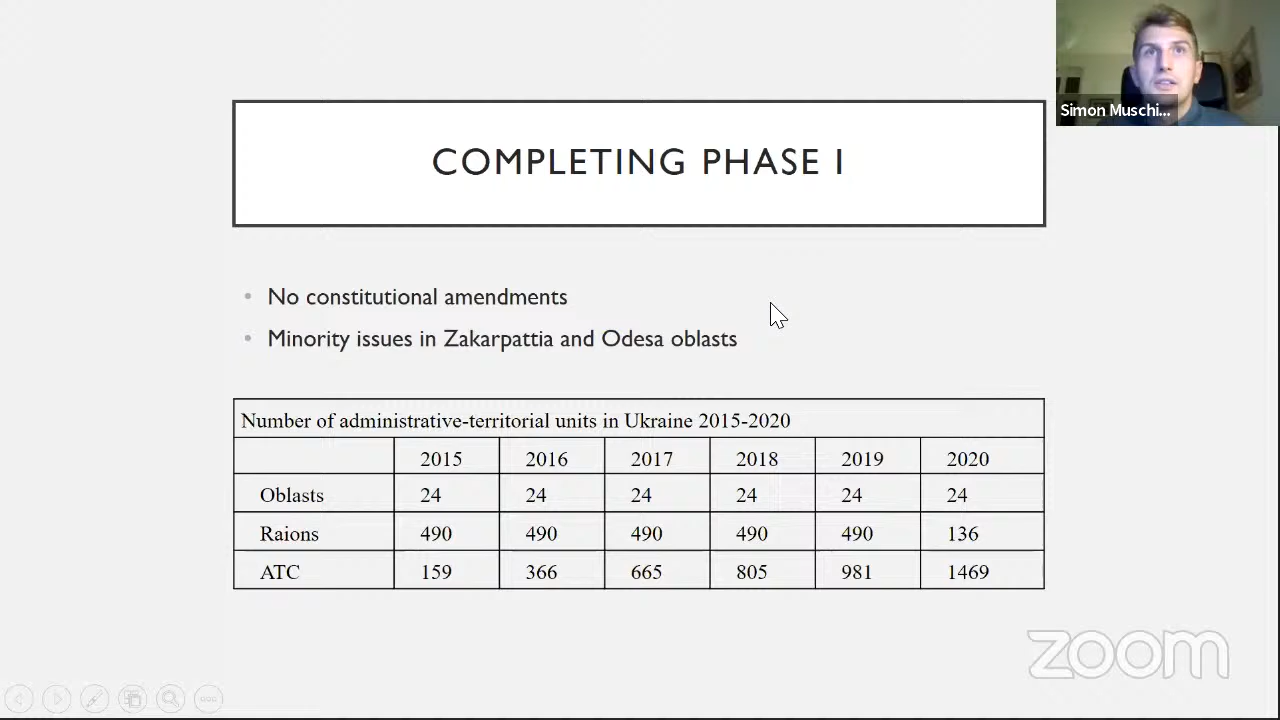 Simon Muschi...
COMPLETING PHASE I
• No constitutional amendments
• Minority issues in Zakarpattia and Odesa oblasts
Number of administrative-territorial units in Ukraine 2015-2020
2015 2016 2017 2018 2019 2020
Oblasts 24 24 24 24 24 24
Raions 490 490 490 490 490 136
ATC 159 366 665 805 981 1469
zoom